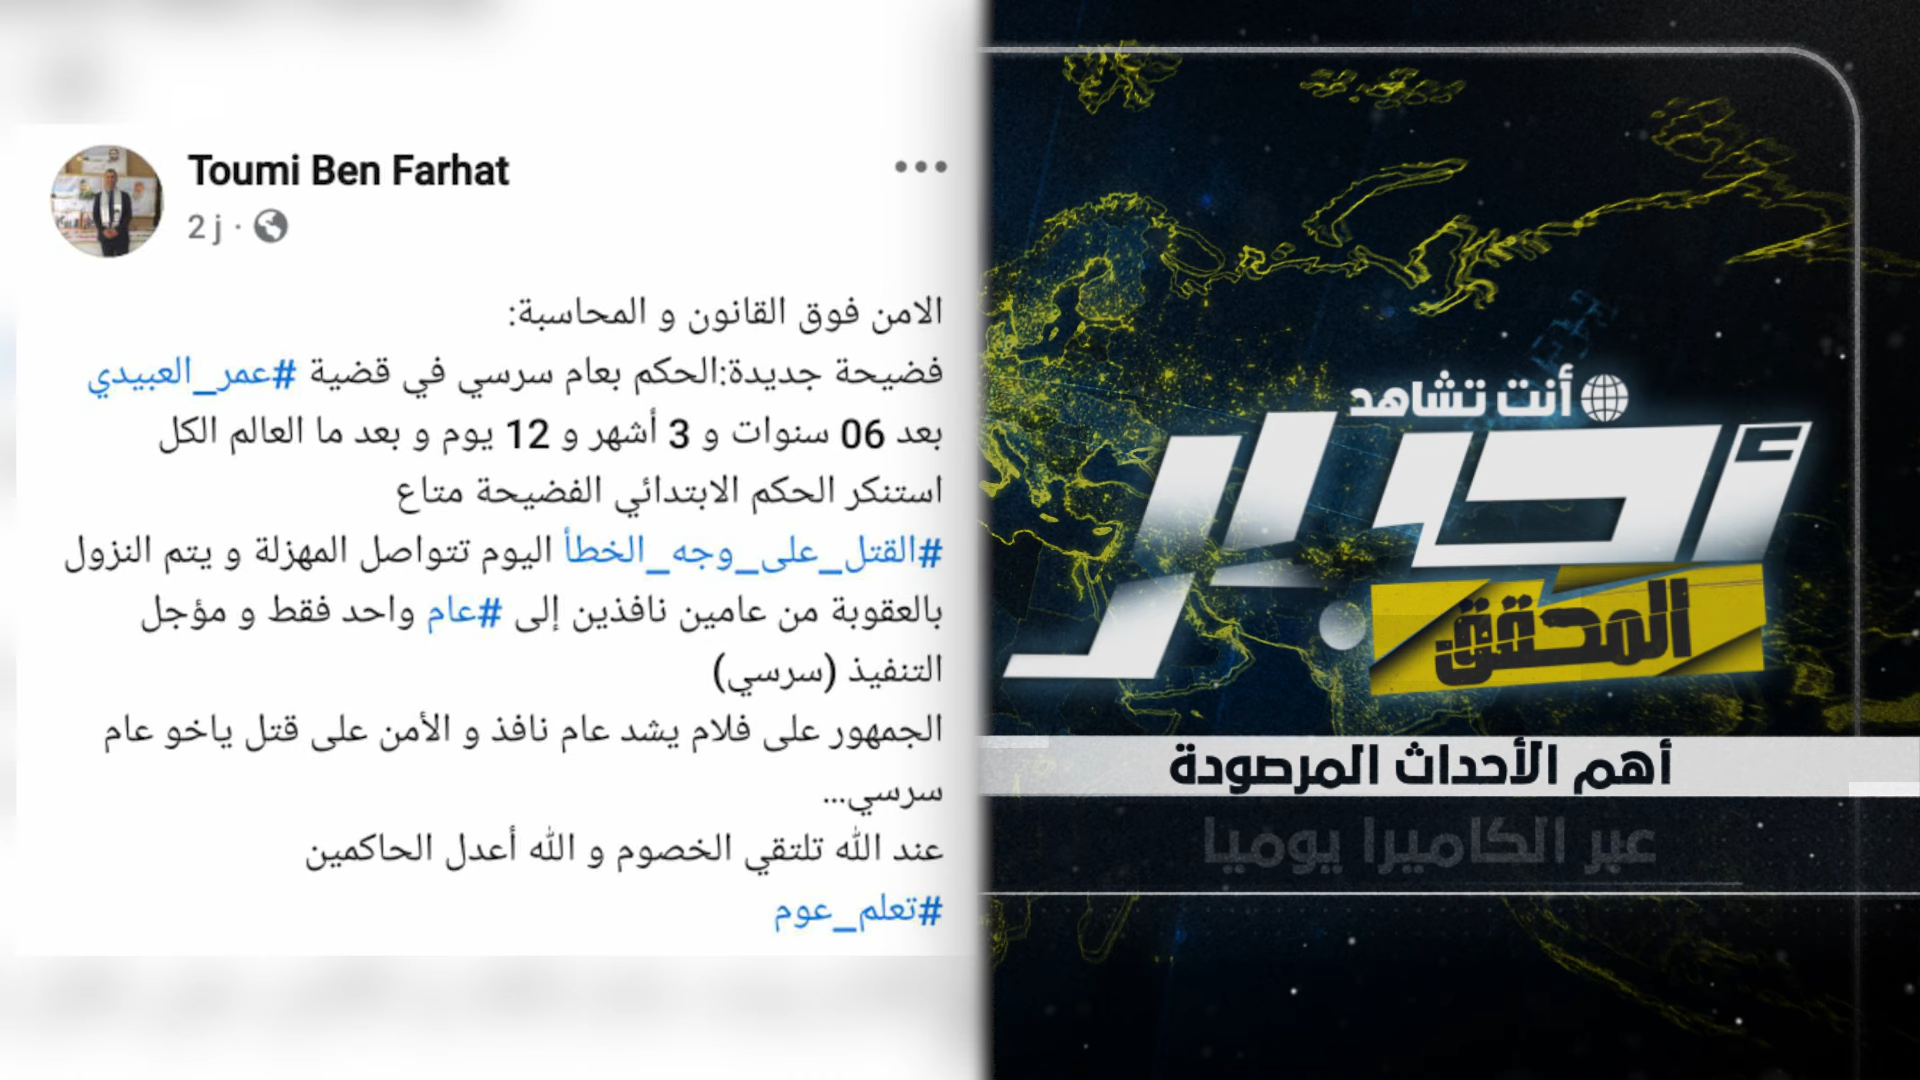 Toumi Ben Farhat
2 j ·
الامن فوق القانون و المحاسبة:
فضيحة جديدة:الحكم بعام سرسي في قضية #عمر_العبيدي
بعد 06 سنوات و 3 أشهر و 12 يوم و بعد ما العالم الكل
استنكر الحكم الابتدائي الفضيحة متاع
#القتل_على_وجه_الخطأ اليوم تتواصل المهزلة و يتم النزول
بالعقوبة من عامين نافذين إلى #عام واحد فقط و مؤجل
التنفيذ (سرسي)
الجمهور على فلام يشد عام نافذ و الأمن على قتل ياخو عام
سرسي...
عند الله تلتقي الخصوم و الله أعدل الحاكمين
#تعلم_عوم
أنت تشاهد
أخبار
المحقق
أهم الأحداث المرصودة
عبر الكاميرا يوميا